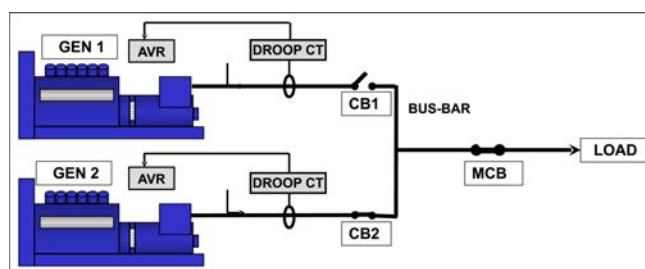 GEN 1
AVR
DROOP CT
CB1
BUS-BAR
MCB
LOAD
GEN 2
AVR
DROOP CT
CB2